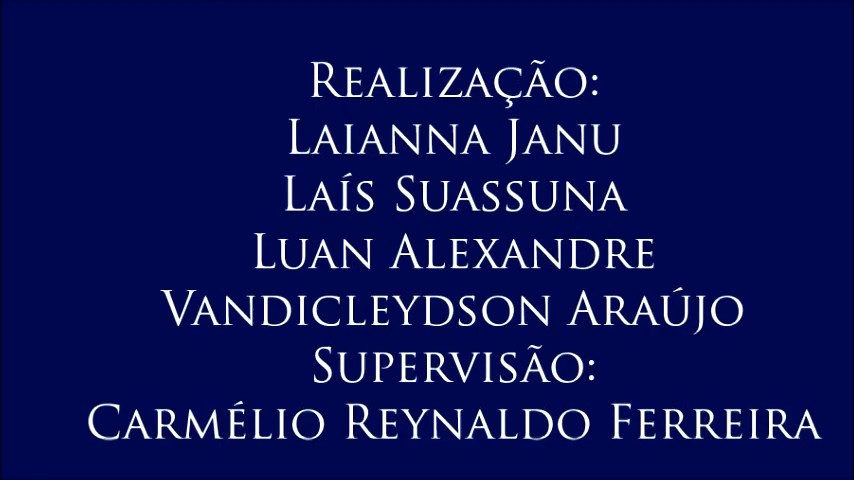 Realização:
Laianna Janu
Laís Suassuna
Luan Alexandre
Vandicleydson Araújo
Supervisão:
Carmélio Reynaldo Ferreira